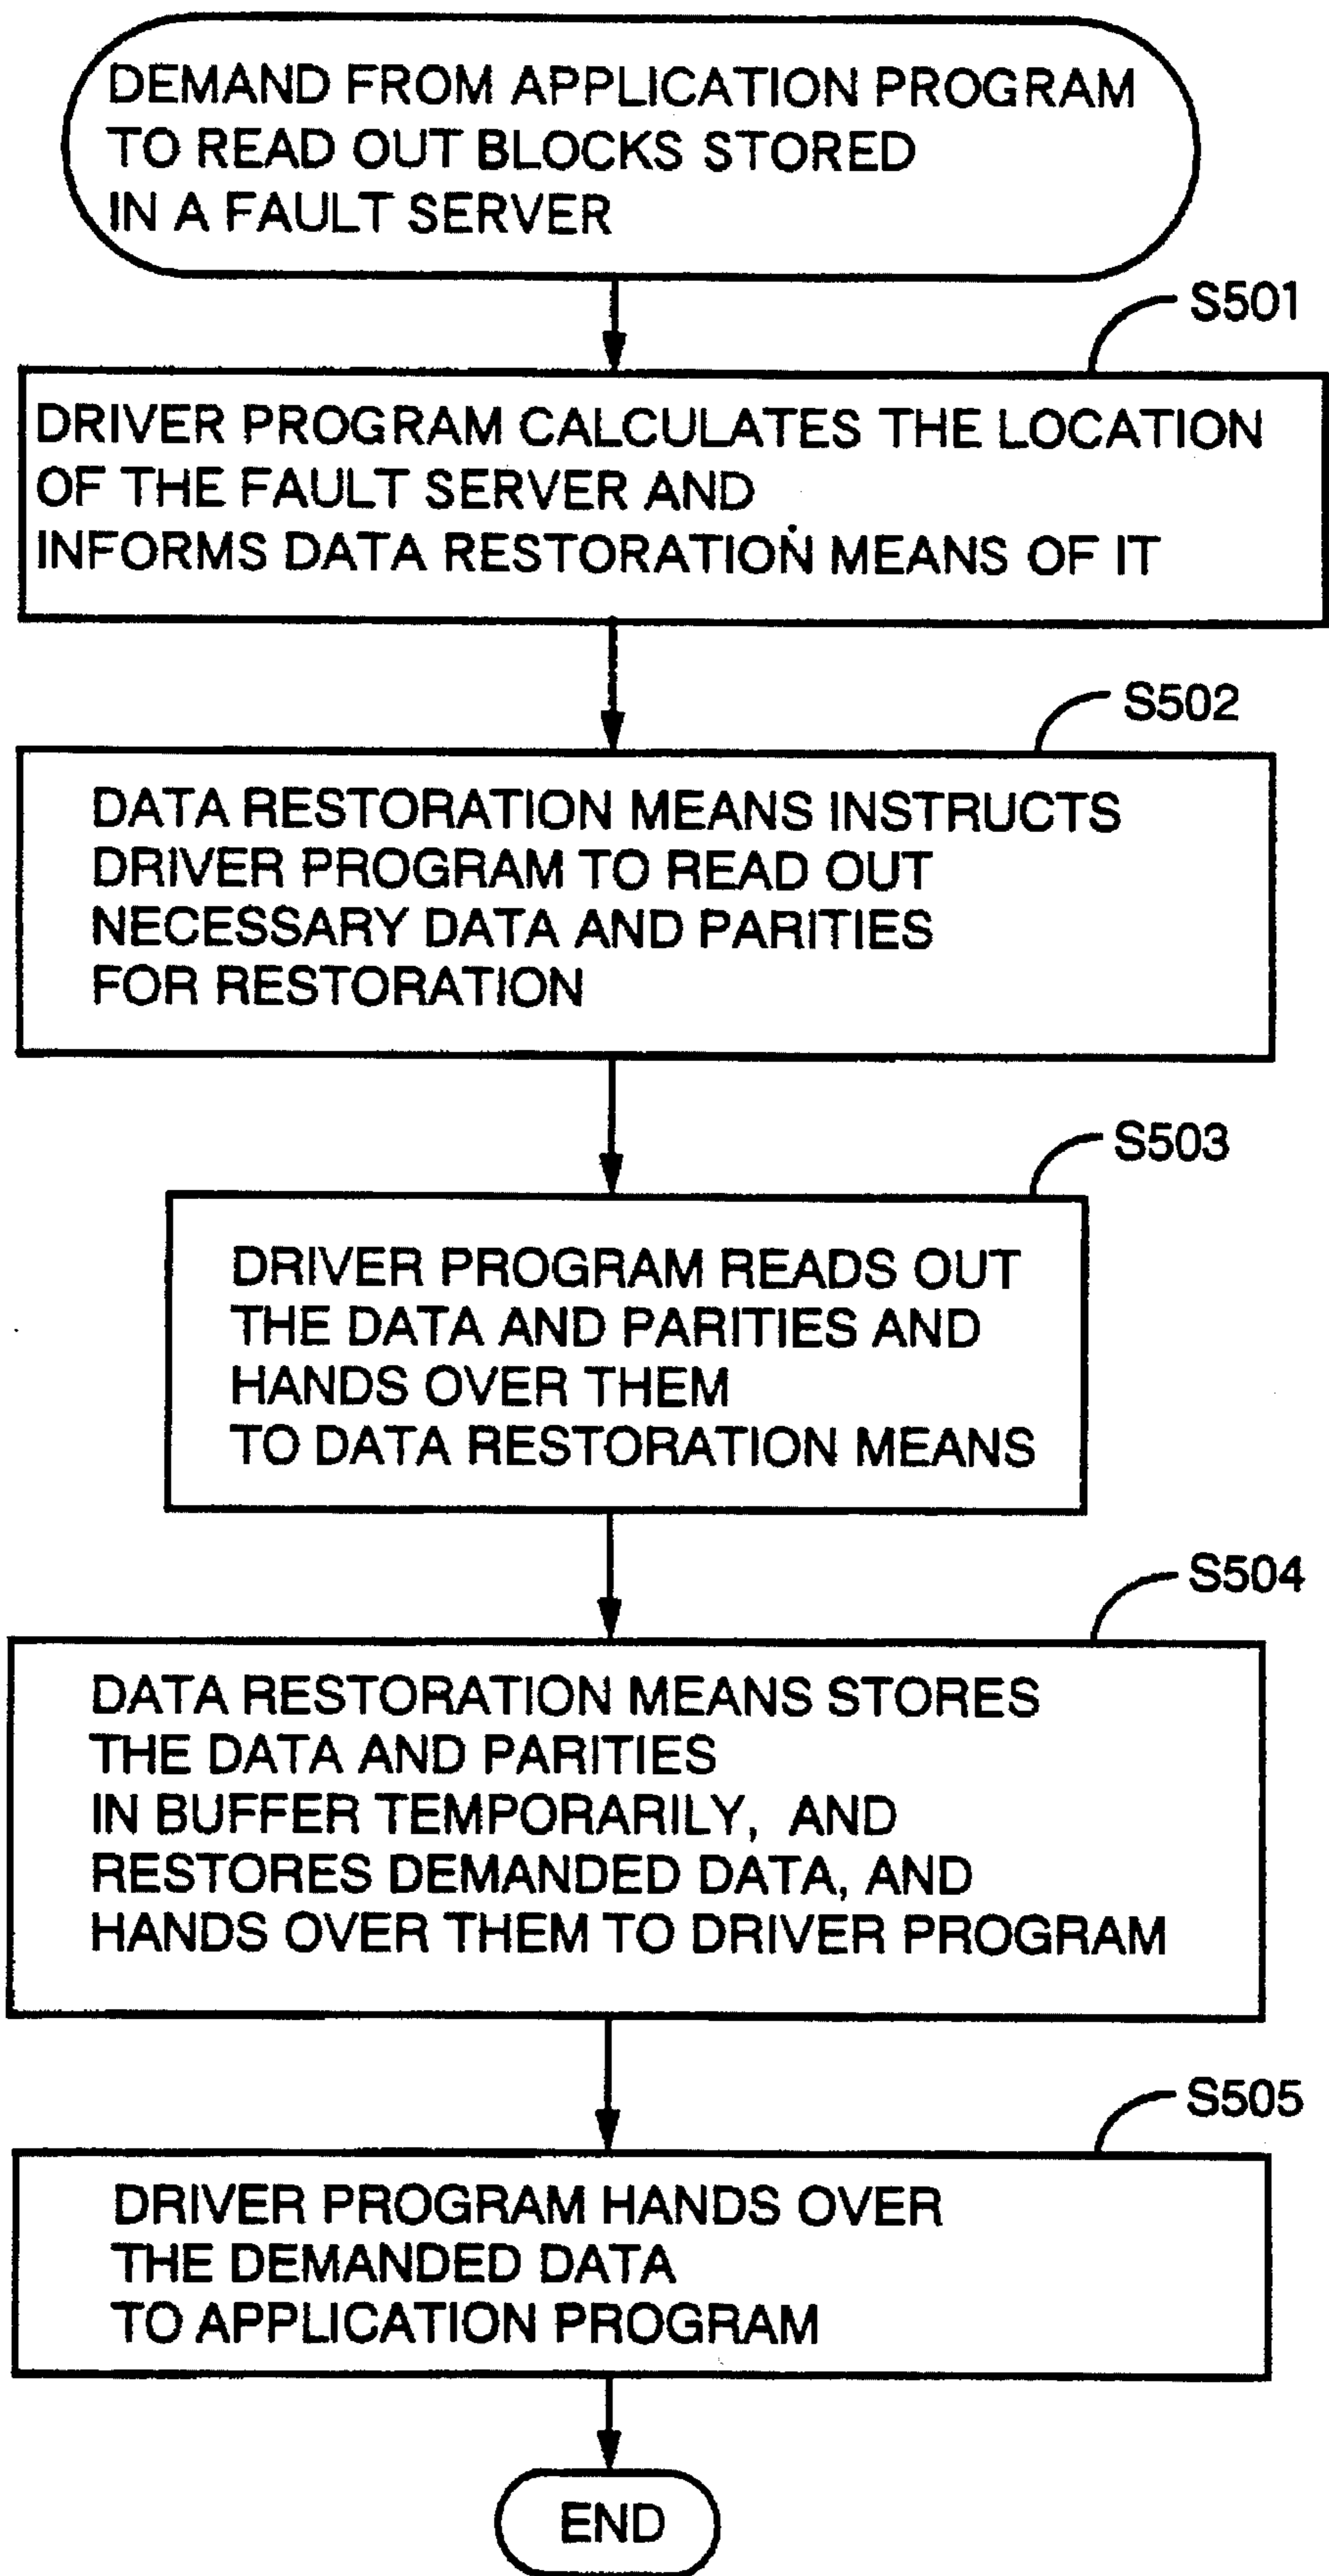 DEMAND FROM APPLICATION PROGRAM
TO READ OUT BLOCKS STORED
IN A FAULT SERVER
S501
DRIVER PROGRAM CALCULATES THE LOCATION
OF THE FAULT SERVER AND
INFORMS DATA RESTORATION MEANS OF IT
S502
DATA RESTORATION MEANS INSTRUCTS
DRIVER PROGRAM TO READ OUT
NECESSARY DATA AND PARITIES
FOR RESTORATION
S503
DRIVER PROGRAM READS OUT
THE DATA AND PARITIES AND
HANDS OVER THEM
TO DATA RESTORATION MEANS
S504
DATA RESTORATION MEANS STORES
THE DATA AND PARITIES
IN BUFFER TEMPORARILY, AND
RESTORES DEMANDED DATA, AND
HANDS OVER THEM TO DRIVER PROGRAM
S505
DRIVER PROGRAM HANDS OVER
THE DEMANDED DATA
TO APPLICATION PROGRAM
END